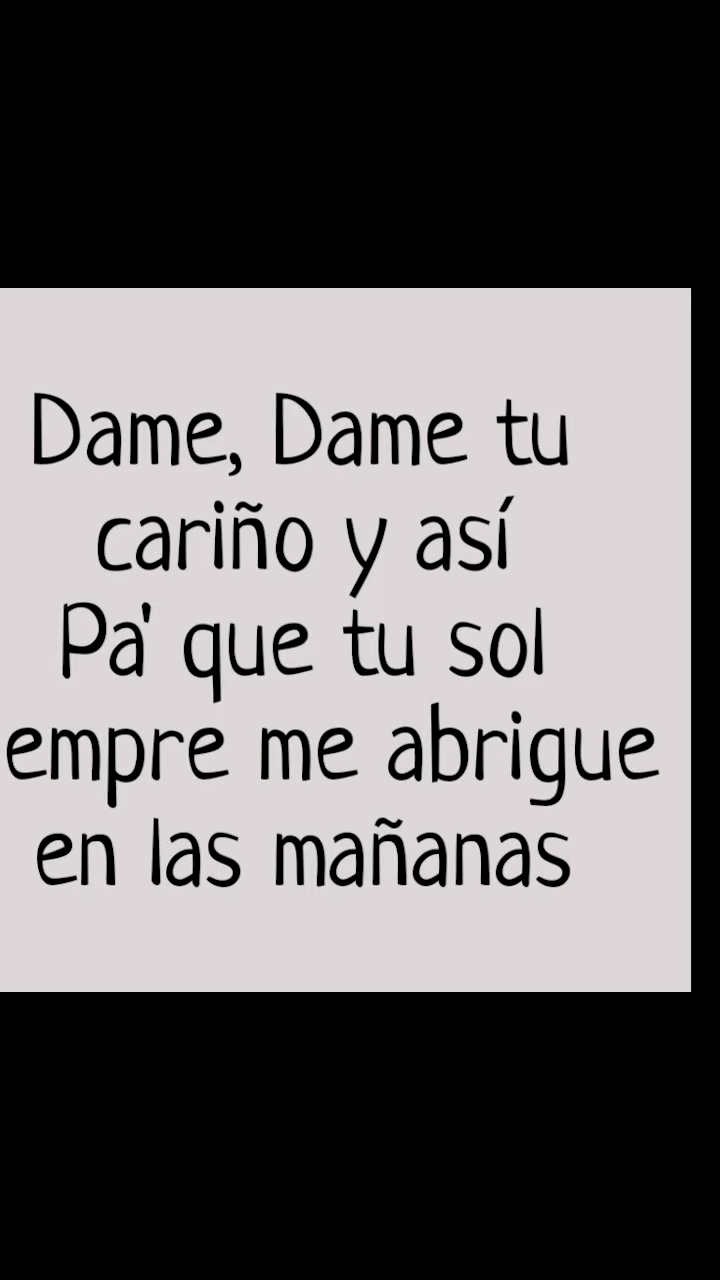 Dame, Dame tu
cariño y así
Pa' que tu sol
empre me abrigue
en las mañanas